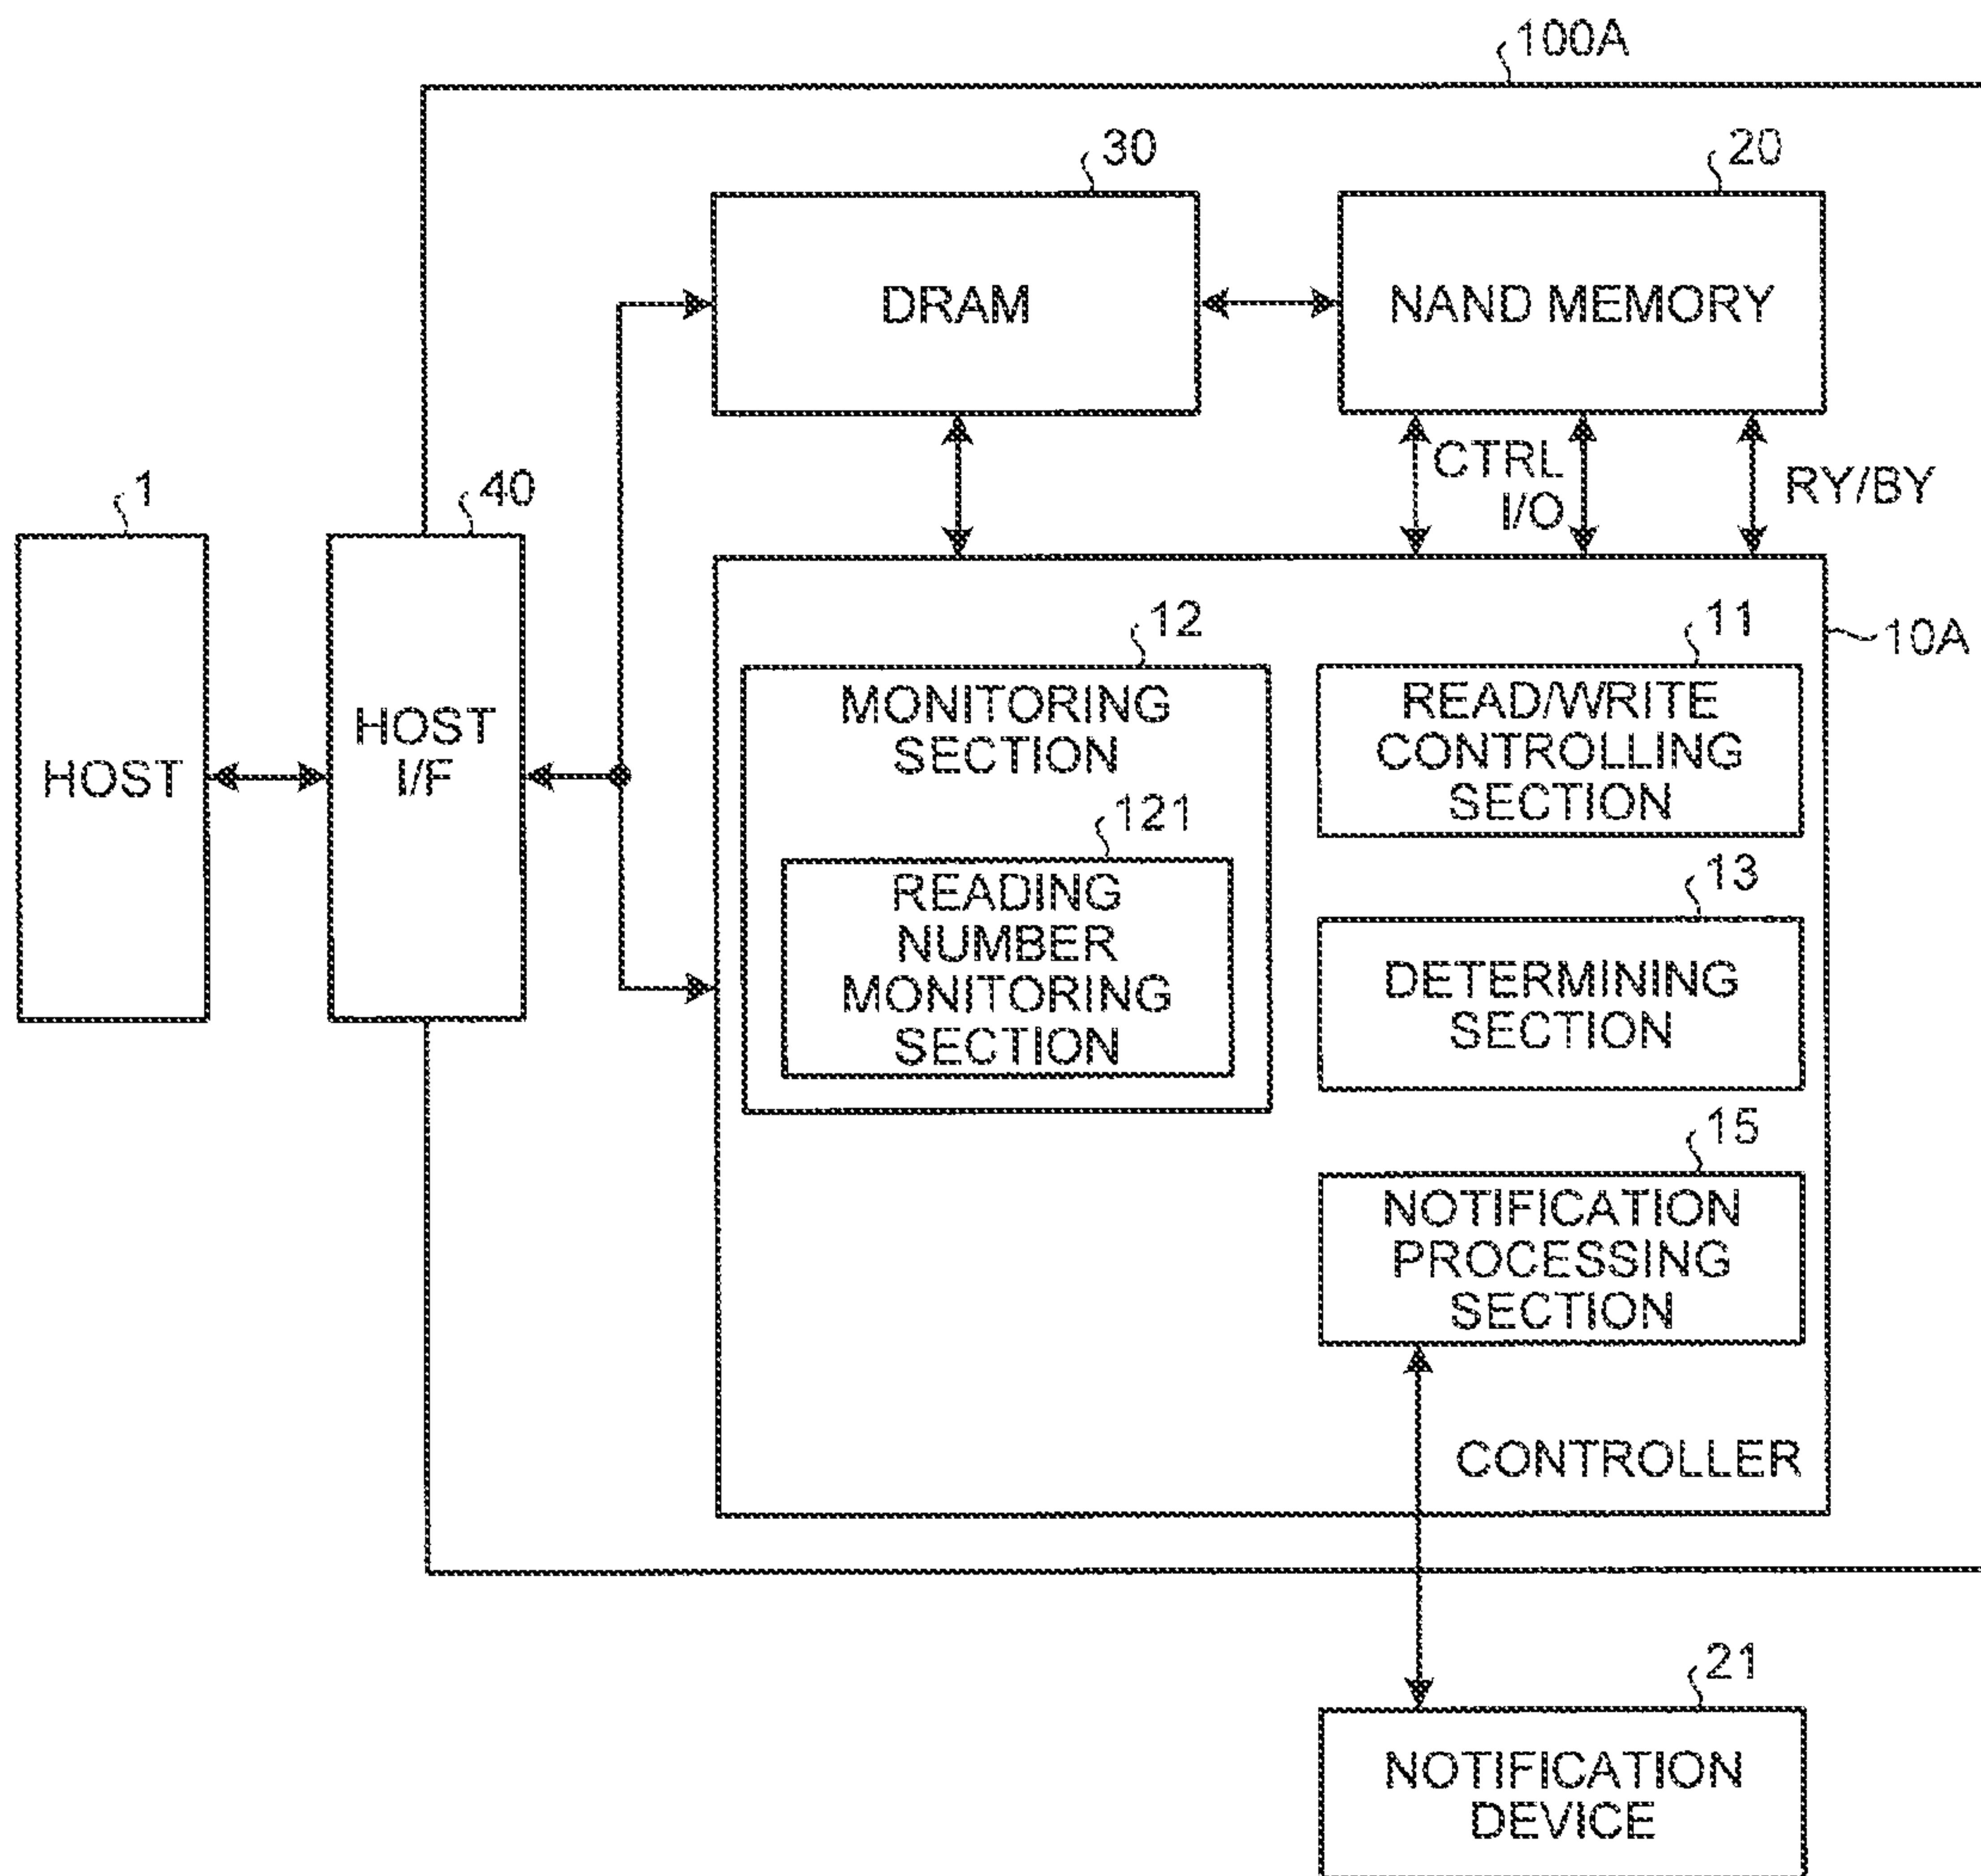 100A
30
20
DRAM
NAND MEMORY
CTRL
I/O
RY/BY
1
40
HOST
HOST
I/F
12
11
10A
MONITORING
SECTION
READ/WRITE
CONTROLLING
SECTION
121
READING
NUMBER
MONITORING
SECTION
13
DETERMINING
SECTION
15
NOTIFICATION
PROCESSING
SECTION
CONTROLLER
21
NOTIFICATION
DEVICE